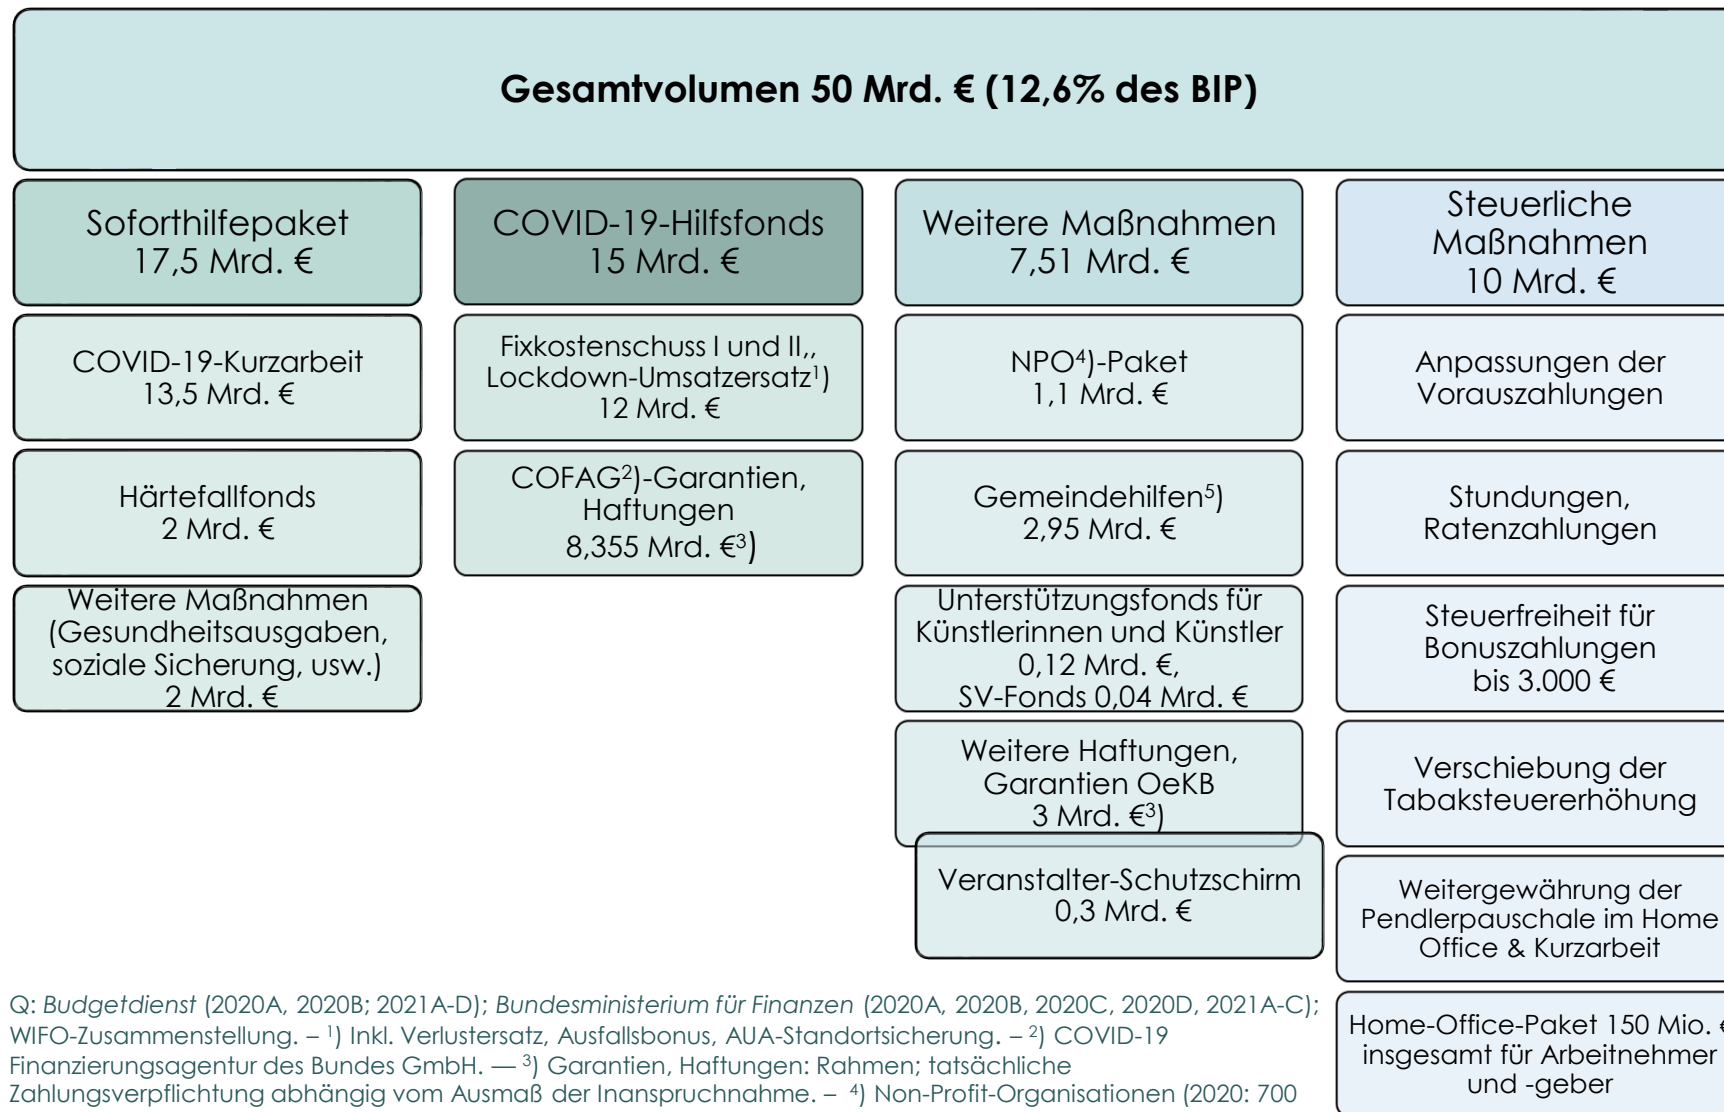 Gesamtvolumen 50 Mrd. € (12,6% des BIP)
Soforthilfepaket
17,5 Mrd. €
COVID-19-Kurzarbeit
13,5 Mrd. €
Härtefallfonds
2 Mrd. €
Weitere Maßnahmen
(Gesundheitsausgaben,
soziale Sicherung, usw.)
2 Mrd. €
COVID-19-Hilfsfonds
15 Mrd. €
Fixkostenschuss I und II,,
Lockdown-Umsatzersatz¹)
12 Mrd. €
COFAG²)-Garantien,
Haftungen
8,355 Mrd. €³)
Weitere Maßnahmen
7,51 Mrd. €
NPO⁴)-Paket
1,1 Mrd. €
Gemeindehilfen⁵)
2,95 Mrd. €
Unterstützungsfonds für
Künstlerinnen und Künstler
0,12 Mrd. €,
SV-Fonds 0,04 Mrd. €
Weitere Haftungen,
Garantien OeKB
3 Mrd. €³)
Veranstalter-Schutzschirm
0,3 Mrd. €
Steuerliche
Maßnahmen
10 Mrd. €
Anpassungen der
Vorauszahlungen
Stundungen,
Ratenzahlungen
Steuerfreiheit für
Bonuszahlungen
bis 3.000 €
Verschiebung der
Tabaksteuererhöhung
Weitergewährung der
Pendlerpauschale im Home
Office & Kurzarbeit
Home-Office-Paket 150 Mio. €
insgesamt für Arbeitnehmer
und -geber
Q: Budgetdienst (2020A, 2020B; 2021A-D); Bundesministerium für Finanzen (2020A, 2020B, 2020C, 2020D, 2021A-C);
WIFO-Zusammenstellung. – ¹) Inkl. Verlustersatz, Ausfallsbonus, AUA-Standortsicherung. – ²) COVID-19
Finanzierungsagentur des Bundes GmbH. — ³) Garantien, Haftungen: Rahmen; tatsächliche
Zahlungsverpflichtung abhängig vom Ausmaß der Inanspruchnahme. – ⁴) Non-Profit-Organisationen (2020: 700